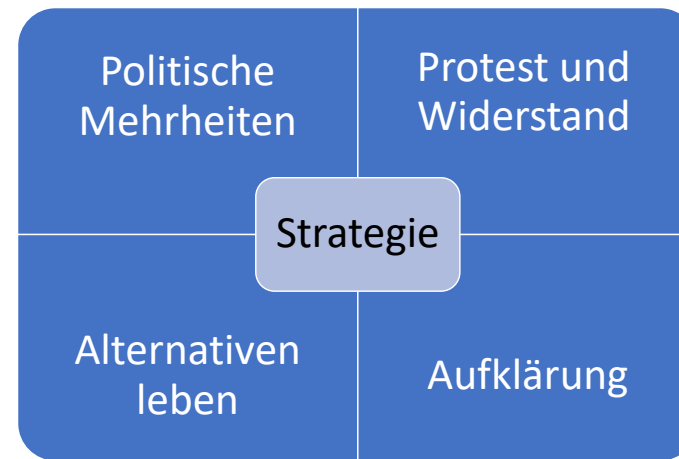 Politische
Mehrheiten
Protest und
Widerstand
Strategie
Alternativen
leben
Aufklärung